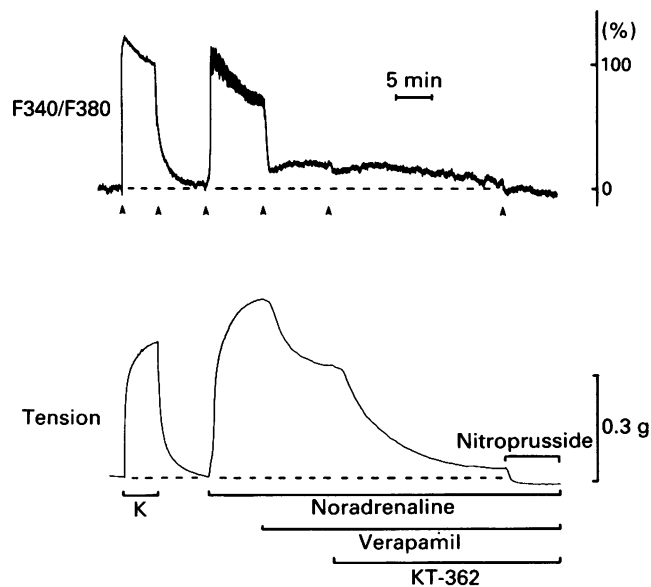 (%)
100
5 min
F340/F380
0
Tension
0.3 g
Nitroprusside
K
Noradrenaline
Verapamil
KT-362